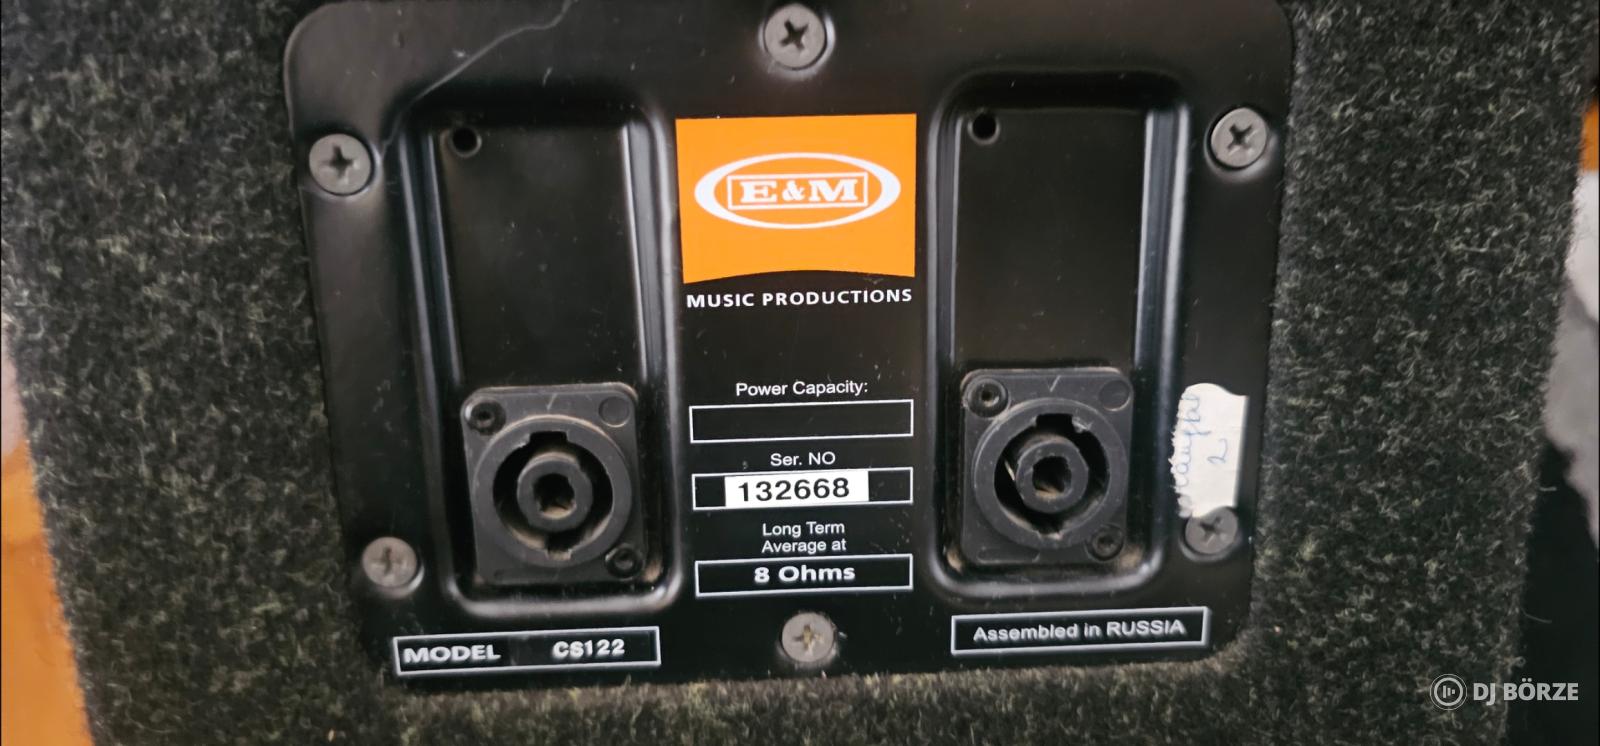 E&M
MUSIC PRODUCTIONS
Power Capacity:
Ser. NO
132668
Long Term
Average at
8 Ohms
MODEL CS122
Assembled in RUSSIA
2
DJ BÖRZE